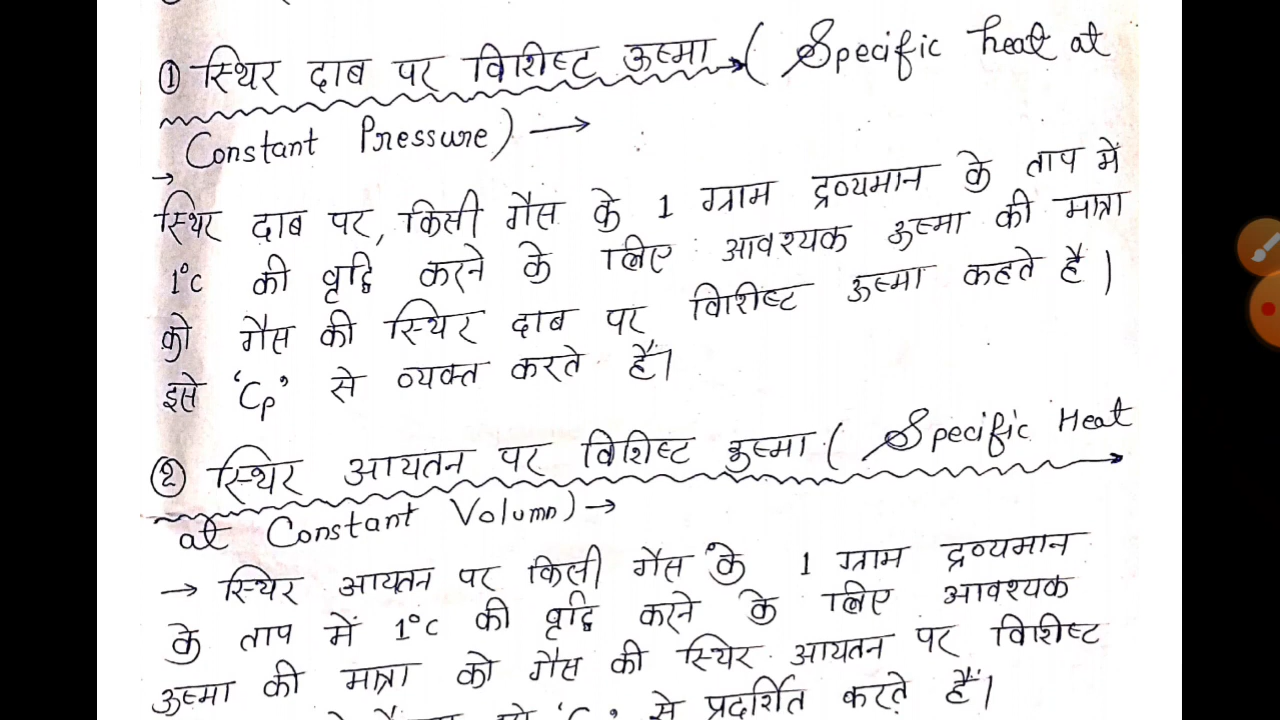 ① स्थिर दाब पर विशिष्ट ऊष्मा → ( Specific heat at
Constant Pressure) →
→ स्थिर दाब पर, किसी गैस के 1 ग्राम द्रव्यमान के ताप में
1°c की वृद्धि करने के लिए आवश्यक ऊष्मा की मात्रा
को गैस की स्थिर दाब पर विशिष्ट ऊष्मा कहते है |
इसे ‘Cp’ से व्यक्त करते हैं।
② स्थिर आयतन पर विशिष्ट ऊष्मा ( Specific Heat
at Constant Volumn) →
→ स्थिर आयतन पर किसी गैस के 1 ग्राम द्रव्यमान
के ताप में 1°c की वृद्धि करने के लिए आवश्यक
ऊष्मा की मात्रा को गैस की स्थिर आयतन पर विशिष्ट
से प्रदर्शित करते हैं।